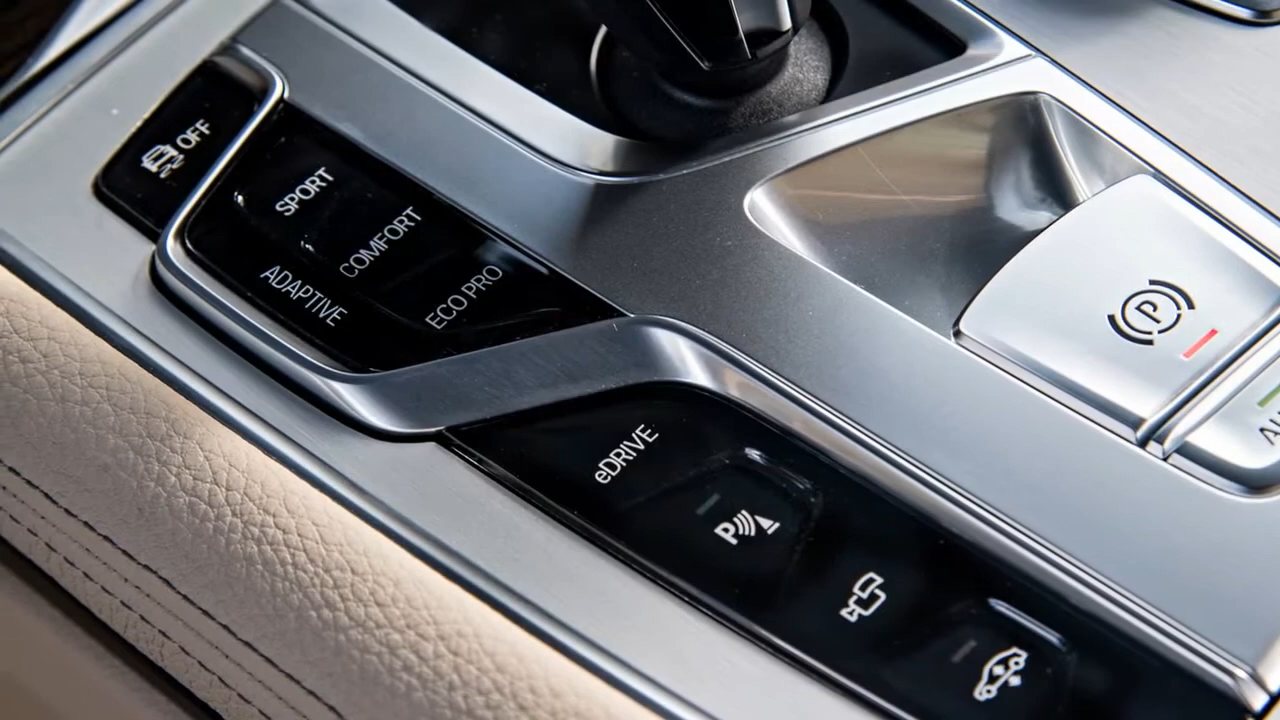 OFF
SPORT
COMFORT
ADAPTIVE
ECO PRO
eDRIVE
P
P